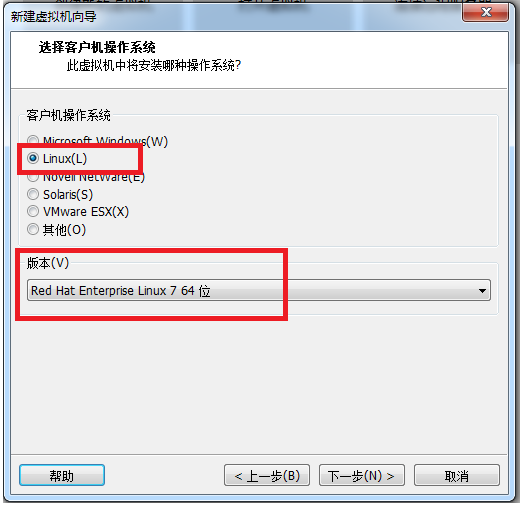 新建虚拟机向导
选择客户机操作系统
此虚拟机中将安装哪种操作系统?
客户机操作系统
Microsoft Windows(W)
Linux(L)
Novell NetWare(E)
Solaris(S)
VMware ESX(X)
其他(O)
版本(V)
Red Hat Enterprise Linux 7 64 位
帮助
< 上一步(B)
下一步(N) >
取消